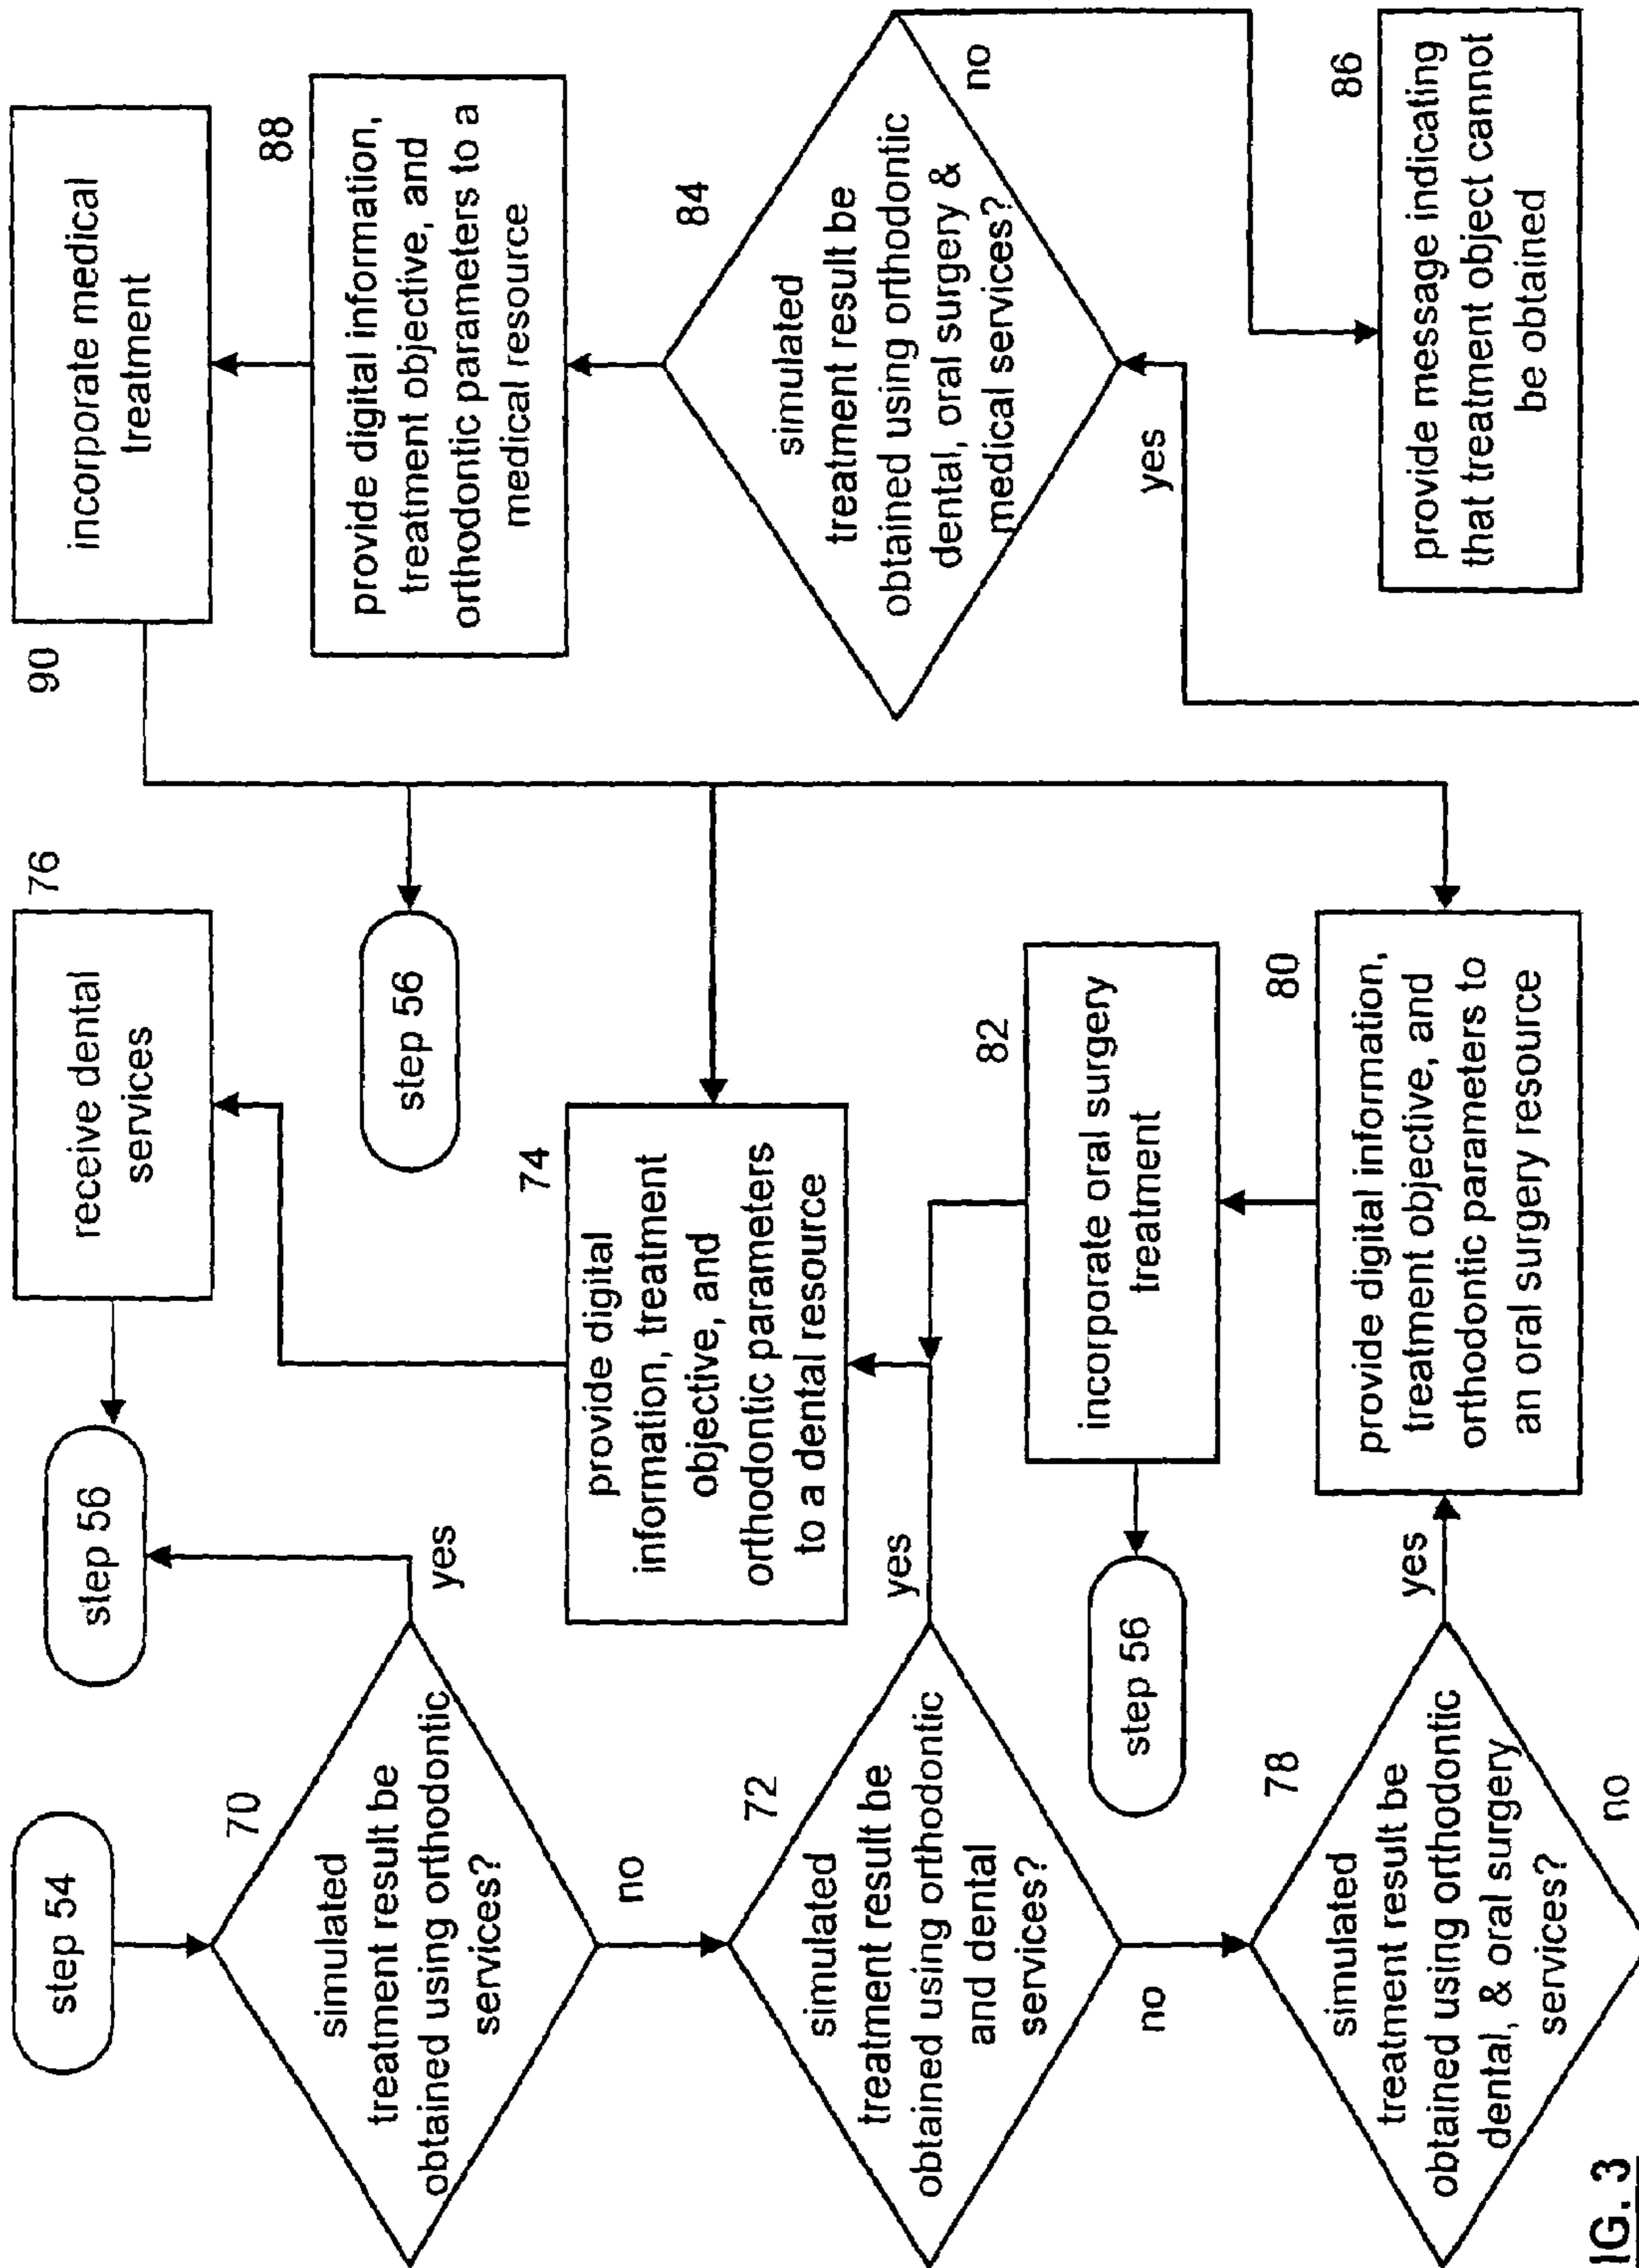 step 54
70
simulated
treatment result be
obtained using orthodontic
services?
yes
step 56
no
72
simulated
treatment result be
obtained using orthodontic
and dental
services?
yes
no
74
provide digital
information, treatment
objective, and
orthodontic parameters
to a dental resource
76
receive dental
services
step 56
78
simulated
treatment result be
obtained using orthodontic
dental, & oral surgery
services?
yes
no
80
provide digital information,
treatment objective, and
orthodontic parameters to
an oral surgery resource
82
incorporate oral surgery
treatment
step 56
84
simulated
treatment result be
obtained using orthodontic
dental, oral surgery &
medical services?
yes
no
86
provide message indicating
that treatment object cannot
be obtained
88
provide digital information,
treatment objective, and
orthodontic parameters to a
medical resource
90
incorporate medical
treatment
IG. 3